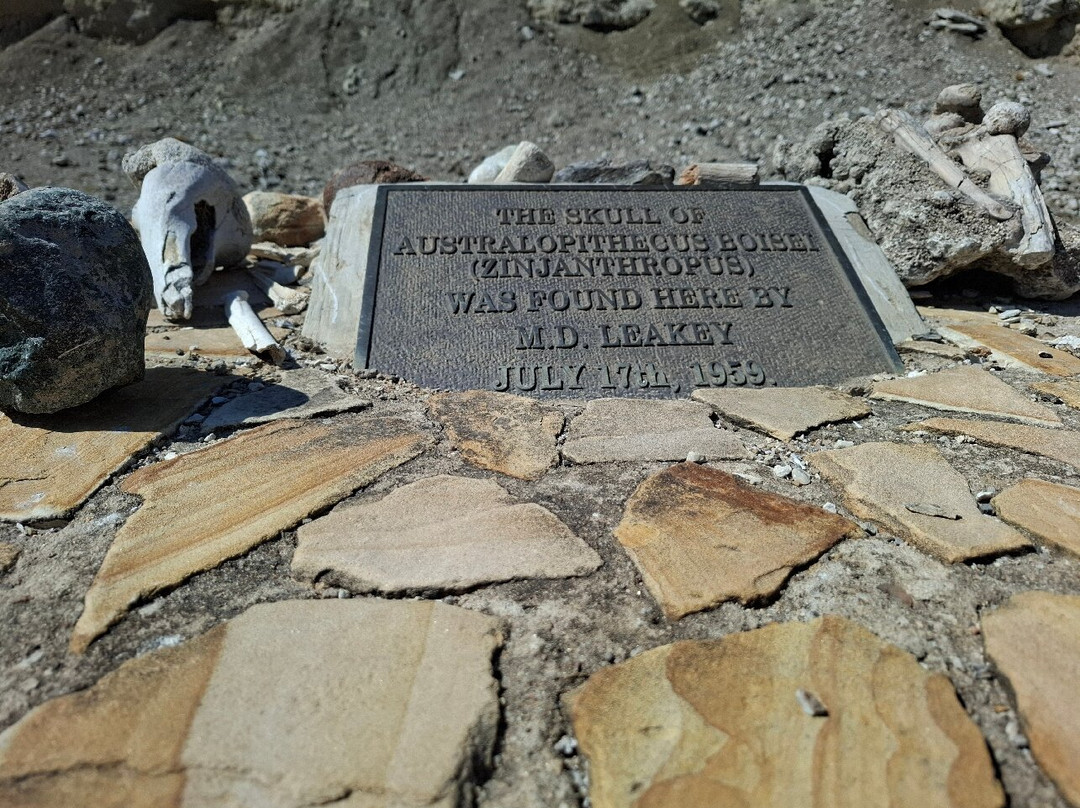 THE SKULL OF
AUSTRALOPITHECUS BOISEI
(ZINJANTHROPUS)
WAS FOUND HERE BY
M.D. LEAKEY
JULY 17th, 1959.